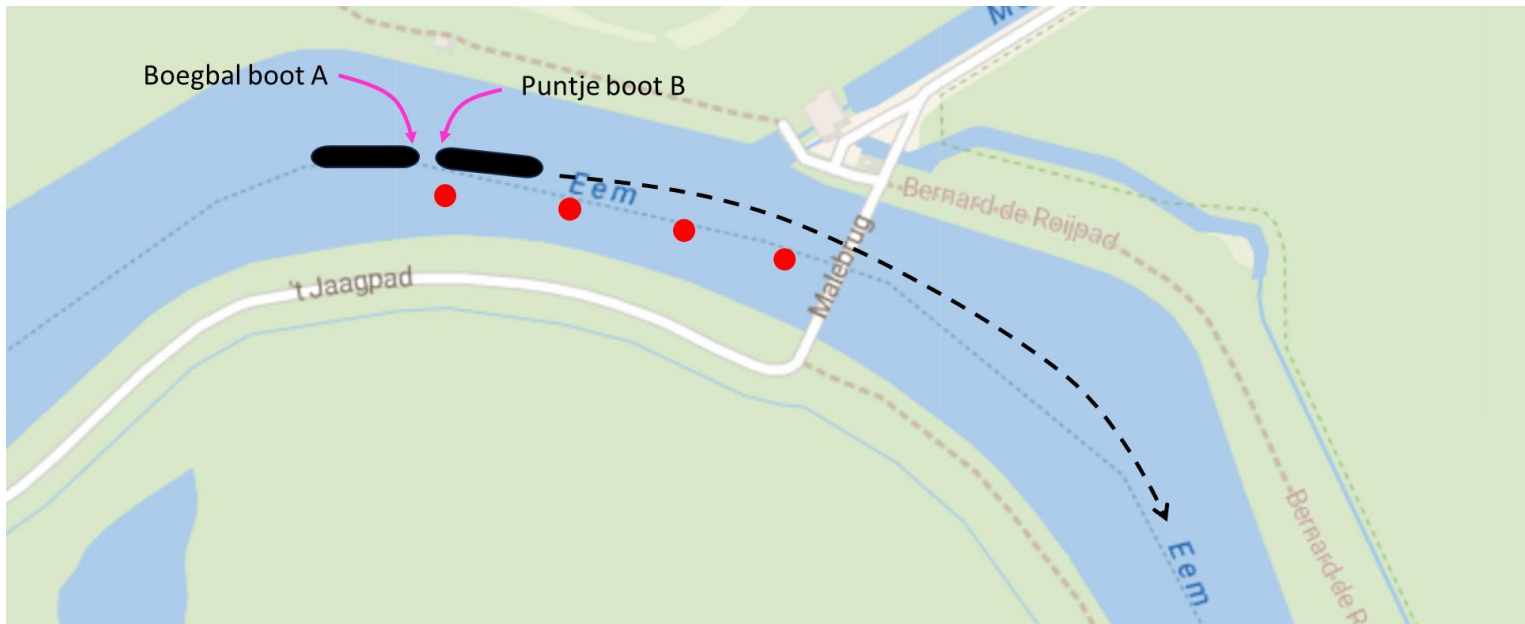 Boegbal boot A
Puntje boot B
Eem
Bernard de Roijpad
Malebrug
't Jaagpad
Eem
Bernard de R